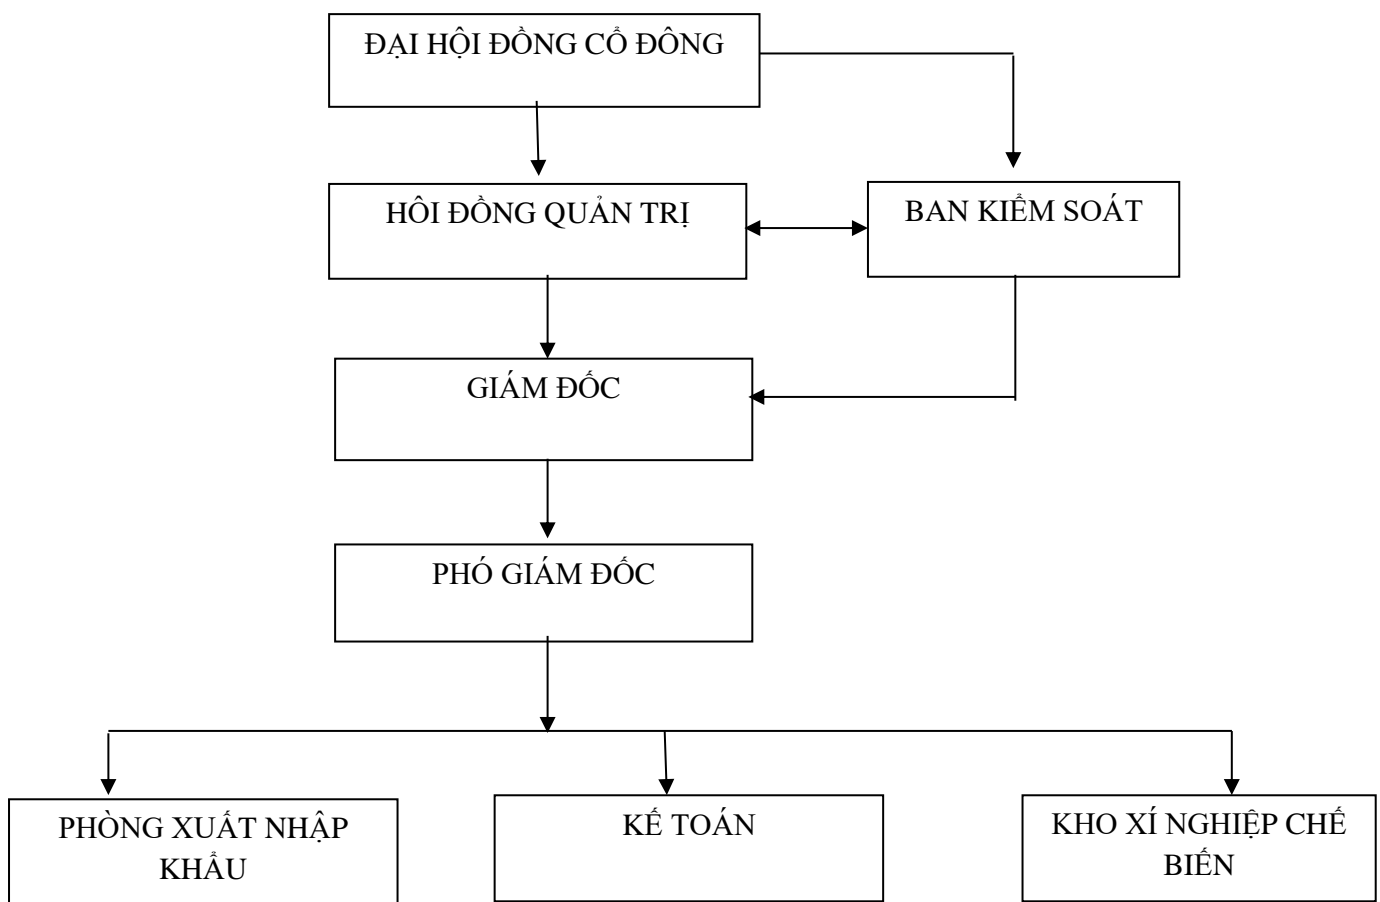 ĐẠI HỘI ĐỒNG CỔ ĐÔNG
HÔI ĐỒNG QUẢN TRỊ
BAN KIỂM SOÁT
GIÁM ĐỐC
PHÓ GIÁM ĐỐC
PHÒNG XUẤT NHẬP
KHẨU
KẾ TOÁN
KHO XÍ NGHIỆP CHẾ
BIẾN